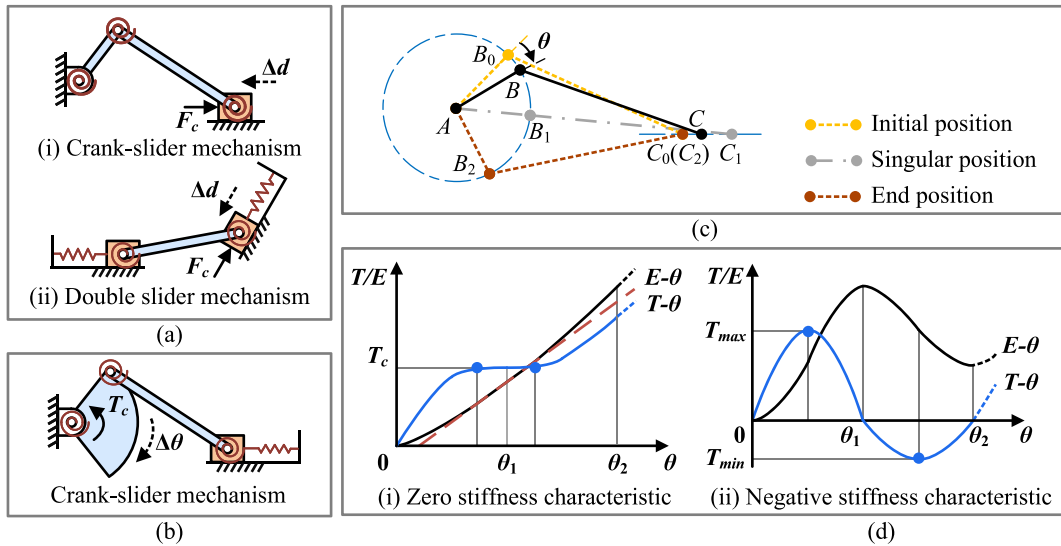 Δd
F_c
(i) Crank-slider mechanism
Δd
F_c
(ii) Double slider mechanism
(a)
T_c
Δθ
Crank-slider mechanism
(b)
B_0
θ
B
A
B_1
B_2
C
C_0(C_2)
C_1
Initial position
Singular position
End position
(c)
T/E
E-θ
T-θ
T_c
0
θ_1
θ_2
θ
(i) Zero stiffness characteristic
T/E
T_max
E-θ
T-θ
0
θ_1
θ_2
θ
T_min
(ii) Negative stiffness characteristic
(d)